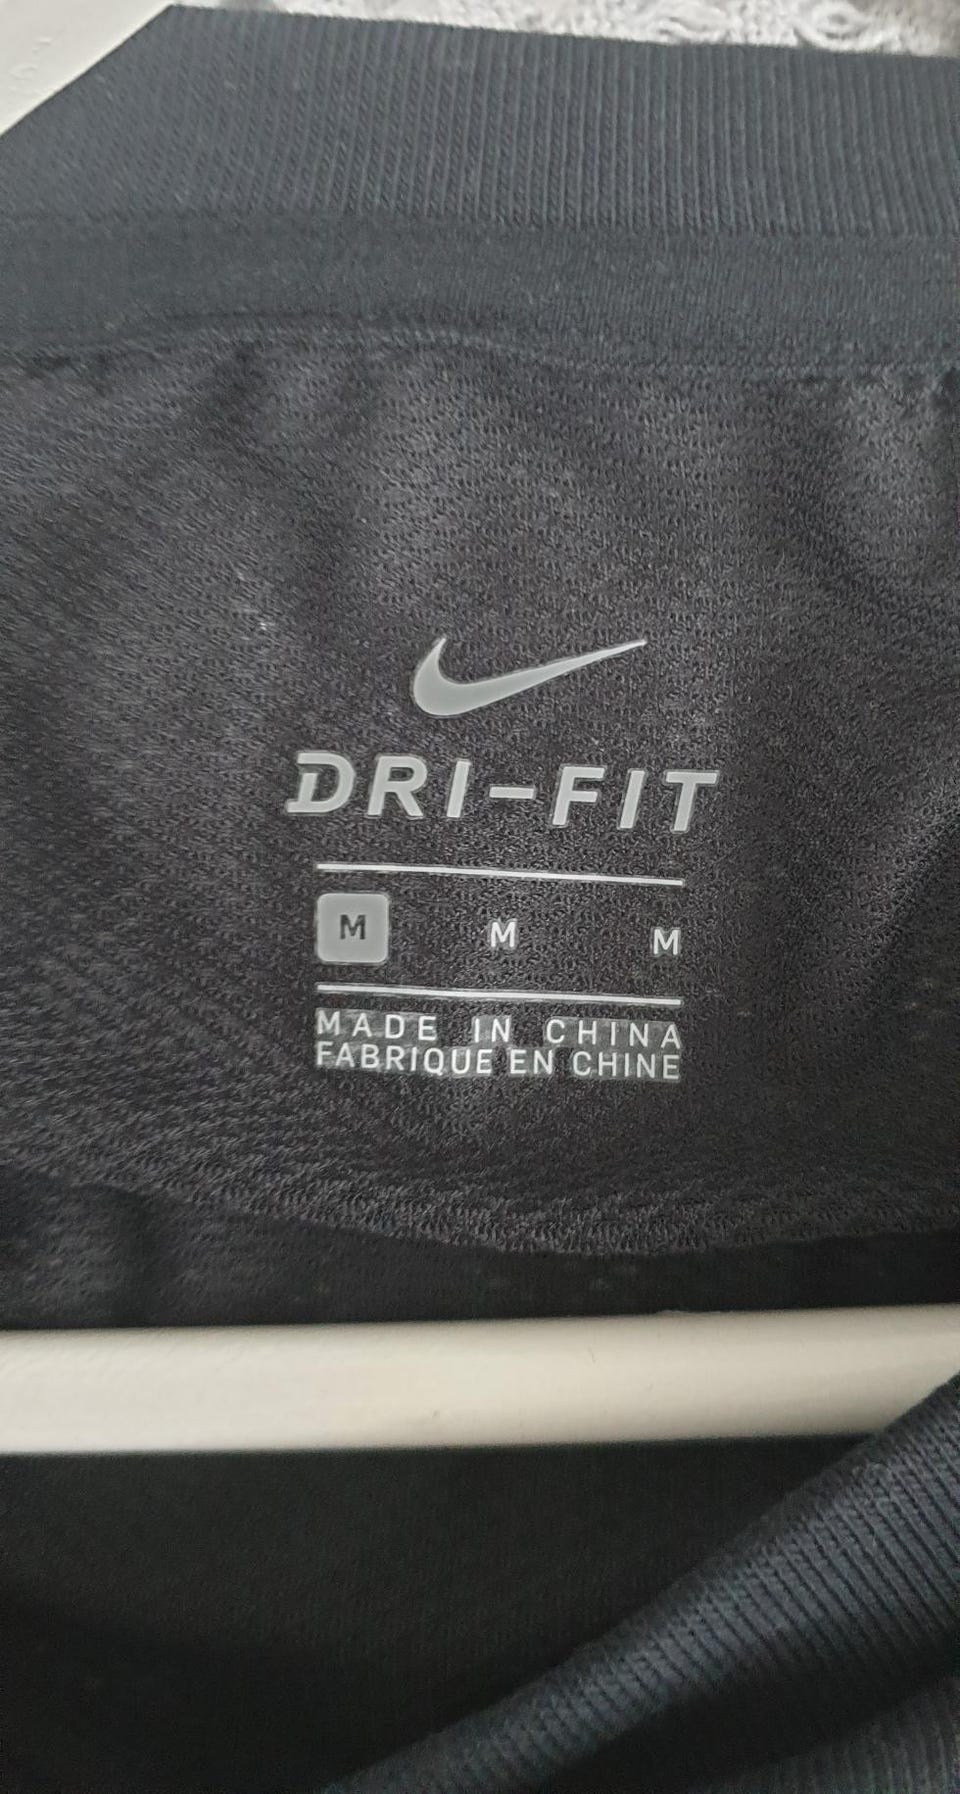 DRI-FIT
M M M
MADE IN CHINA
FABRIQUE EN CHINE